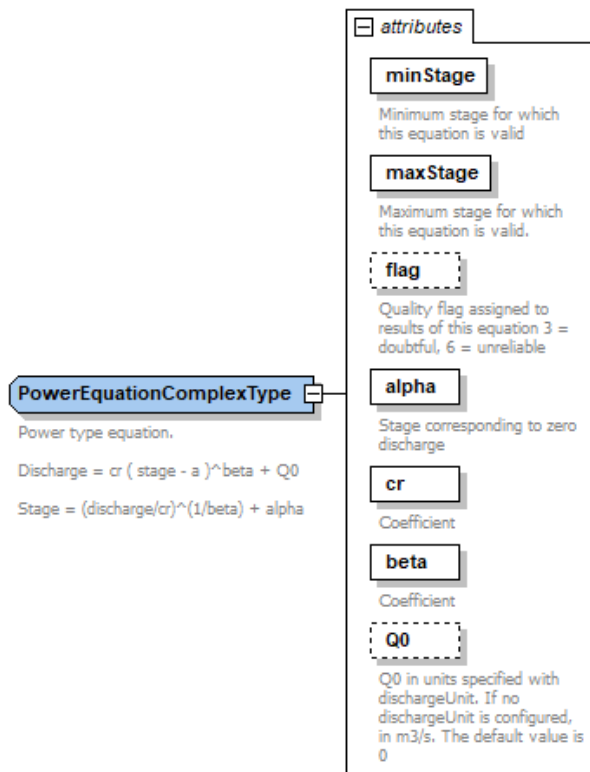 attributes
minStage
Minimum stage for which
this equation is valid
maxStage
Maximum stage for which
this equation is valid.
flag
Quality flag assigned to
results of this equation 3 =
doubtful, 6 = unreliable
PowerEquationComplexType
Power type equation.
Discharge = cr ( stage - a )^beta + Q0
Stage = (discharge/cr)^(1/beta) + alpha
alpha
Stage corresponding to zero
discharge
cr
Coefficient
beta
Coefficient
Q0
Q0 in units specified with
dischargeUnit. If no
dischargeUnit is configured,
in m3/s. The default value is
0